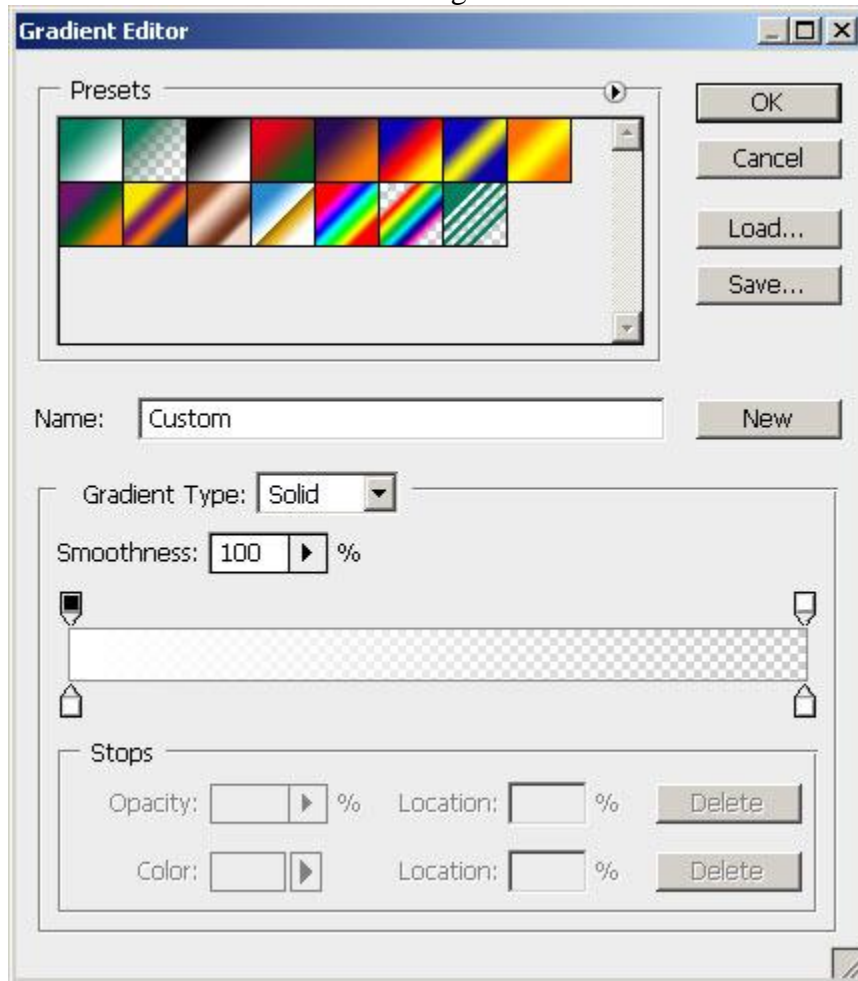 Gradient Editor
Presets
OK
Cancel
Load...
Save...
Name: Custom
New
Gradient Type: Solid
Smoothness: 100 %
Stops
Opacity: % Location: % Delete
Color: Location: % Delete